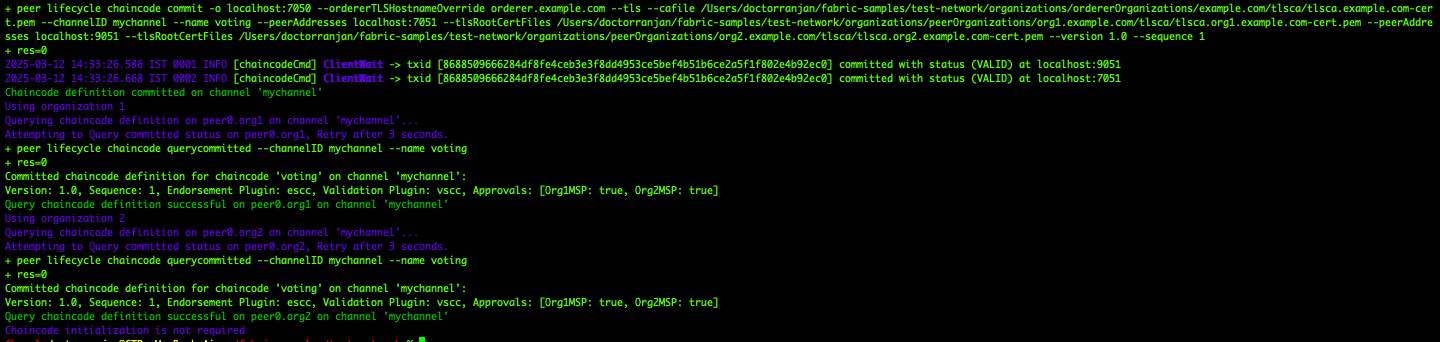 + peer lifecycle chaincode commit -o localhost:7050 --ordererTLSHostnameOverride orderer.example.com --tls --cafile /Users/doctorranjan/fabric-samples/test-network/organizations/ordererOrganizations/example.com/tlsca/tlsca.example.com-cer
t.pem --channelID mychannel --name voting --peerAddresses localhost:7051 --tlsRootCertFiles /Users/doctorranjan/fabric-samples/test-network/organizations/peerOrganizations/org1.example.com/tlsca/tlsca.org1.example.com-cert.pem --peerAddre
sses localhost:9051 --tlsRootCertFiles /Users/doctorranjan/fabric-samples/test-network/organizations/peerOrganizations/org2.example.com/tlsca/tlsca.org2.example.com-cert.pem --version 1.0 --sequence 1
+ res=0
2025-03-12 14:33:26.586 IST 0001 INFO [chaincodeCmd] ClientWait -> txid [8688509666284df8fe4ceb3e3f8dd4953ce5bef4b51b6ce2a5f1f802e4b92ec0] committed with status (VALID) at localhost:9051
2025-03-12 14:33:26.668 IST 0002 INFO [chaincodeCmd] ClientWait -> txid [8688509666284df8fe4ceb3e3f8dd4953ce5bef4b51b6ce2a5f1f802e4b92ec0] committed with status (VALID) at localhost:7051
Chaincode definition committed on channel 'mychannel'
Using organization 1
Querying chaincode definition on peer0.org1 on channel 'mychannel'...
Attempting to Query committed status on peer0.org1, Retry after 3 seconds.
+ peer lifecycle chaincode querycommitted --channelID mychannel --name voting
+ res=0
Committed chaincode definition for chaincode 'voting' on channel 'mychannel':
Version: 1.0, Sequence: 1, Endorsement Plugin: escc, Validation Plugin: vscc, Approvals: [Org1MSP: true, Org2MSP: true]
Query chaincode definition successful on peer0.org1 on channel 'mychannel'
Using organization 2
Querying chaincode definition on peer0.org2 on channel 'mychannel'...
Attempting to Query committed status on peer0.org2, Retry after 3 seconds.
+ peer lifecycle chaincode querycommitted --channelID mychannel --name voting
+ res=0
Committed chaincode definition for chaincode 'voting' on channel 'mychannel':
Version: 1.0, Sequence: 1, Endorsement Plugin: escc, Validation Plugin: vscc, Approvals: [Org1MSP: true, Org2MSP: true]
Query chaincode definition successful on peer0.org2 on channel 'mychannel'
Chaincode initialization is not required